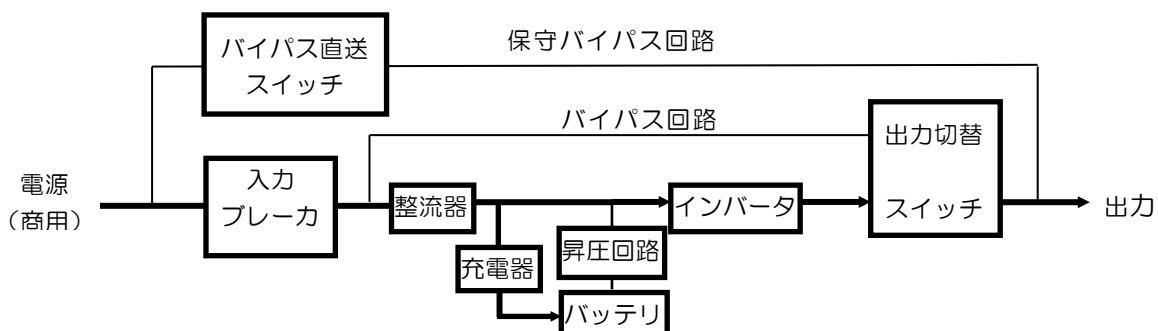 バイパス直送
スイッチ
保守バイパス回路
バイパス回路
出力切替
スイッチ
電源
(商用)
入力
ブレーカ
整流器
インバータ
出力
充電器
昇圧回路
バッテリ